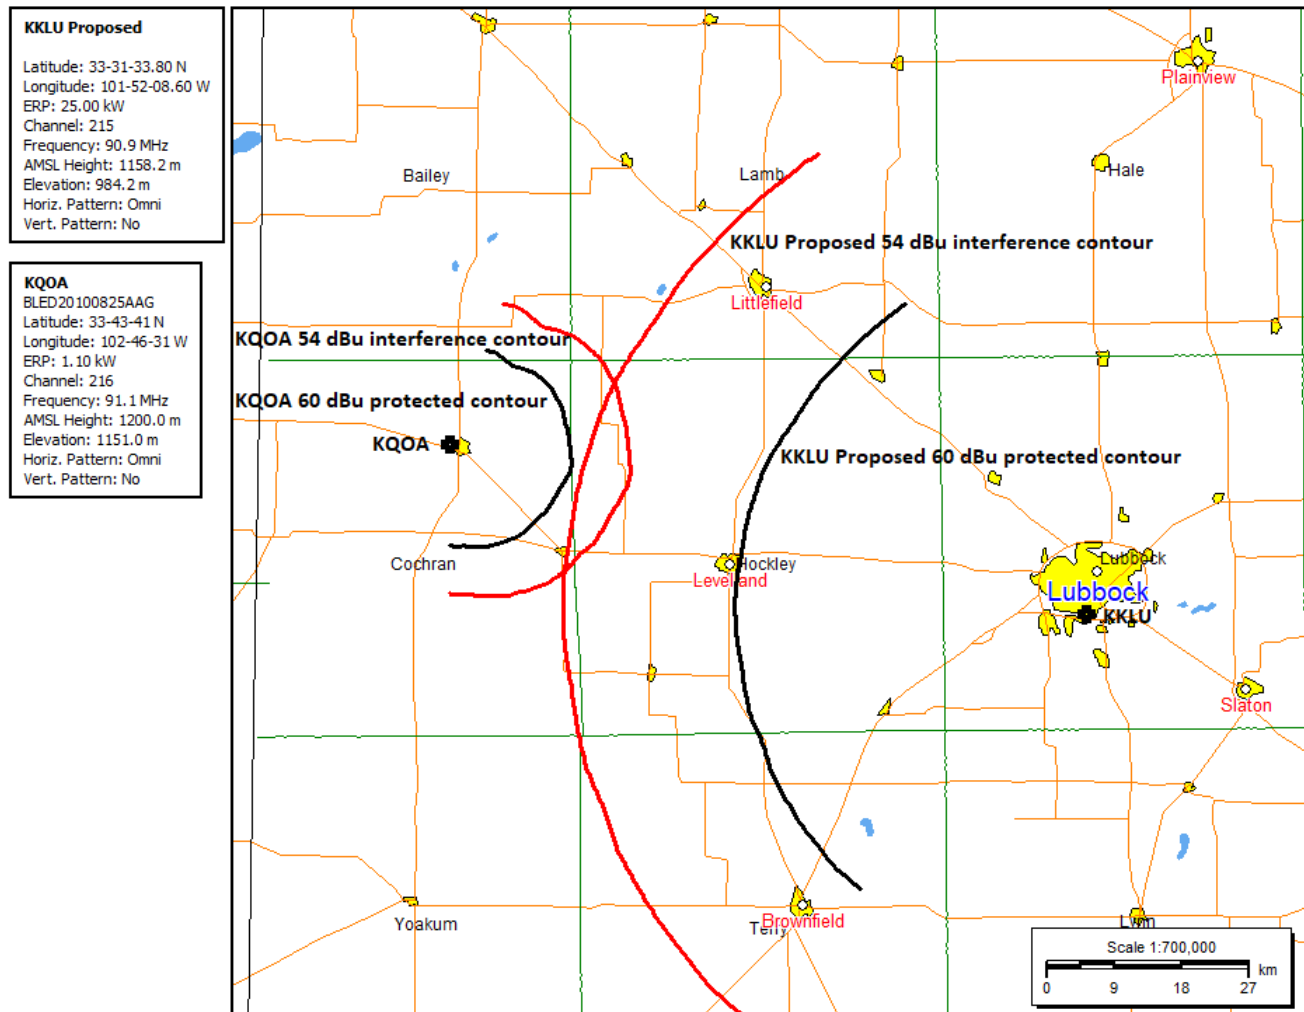 KKLU Proposed
Latitude: 33-31-33.80 N
Longitude: 101-52-08.60 W
ERP: 25.00 kW
Channel: 215
Frequency: 90.9 MHz
AMSL Height: 1158.2 m
Elevation: 984.2 m
Horiz. Pattern: Omni
Vert. Pattern: No
KQOA
BLED20100825AAG
Latitude: 33-43-41 N
Longitude: 102-46-31 W
ERP: 1.10 kW
Channel: 216
Frequency: 91.1 MHz
AMSL Height: 1200.0 m
Elevation: 1151.0 m
Horiz. Pattern: Omni
Vert. Pattern: No
Plainview
Bailey
Lamb
Hale
KKLU Proposed 54 dBu interference contour
Littlefield
KQOA 54 dBu interference contour
KQOA 60 dBu protected contour
KQOA
KKLU Proposed 60 dBu protected contour
Cochran
Levelland
Hockley
Lubbock
Lubbock
KKLU
Slaton
Yoakum
Terry
Brownfield
Lynn
Scale 1:700,000
km
0 9 18 27